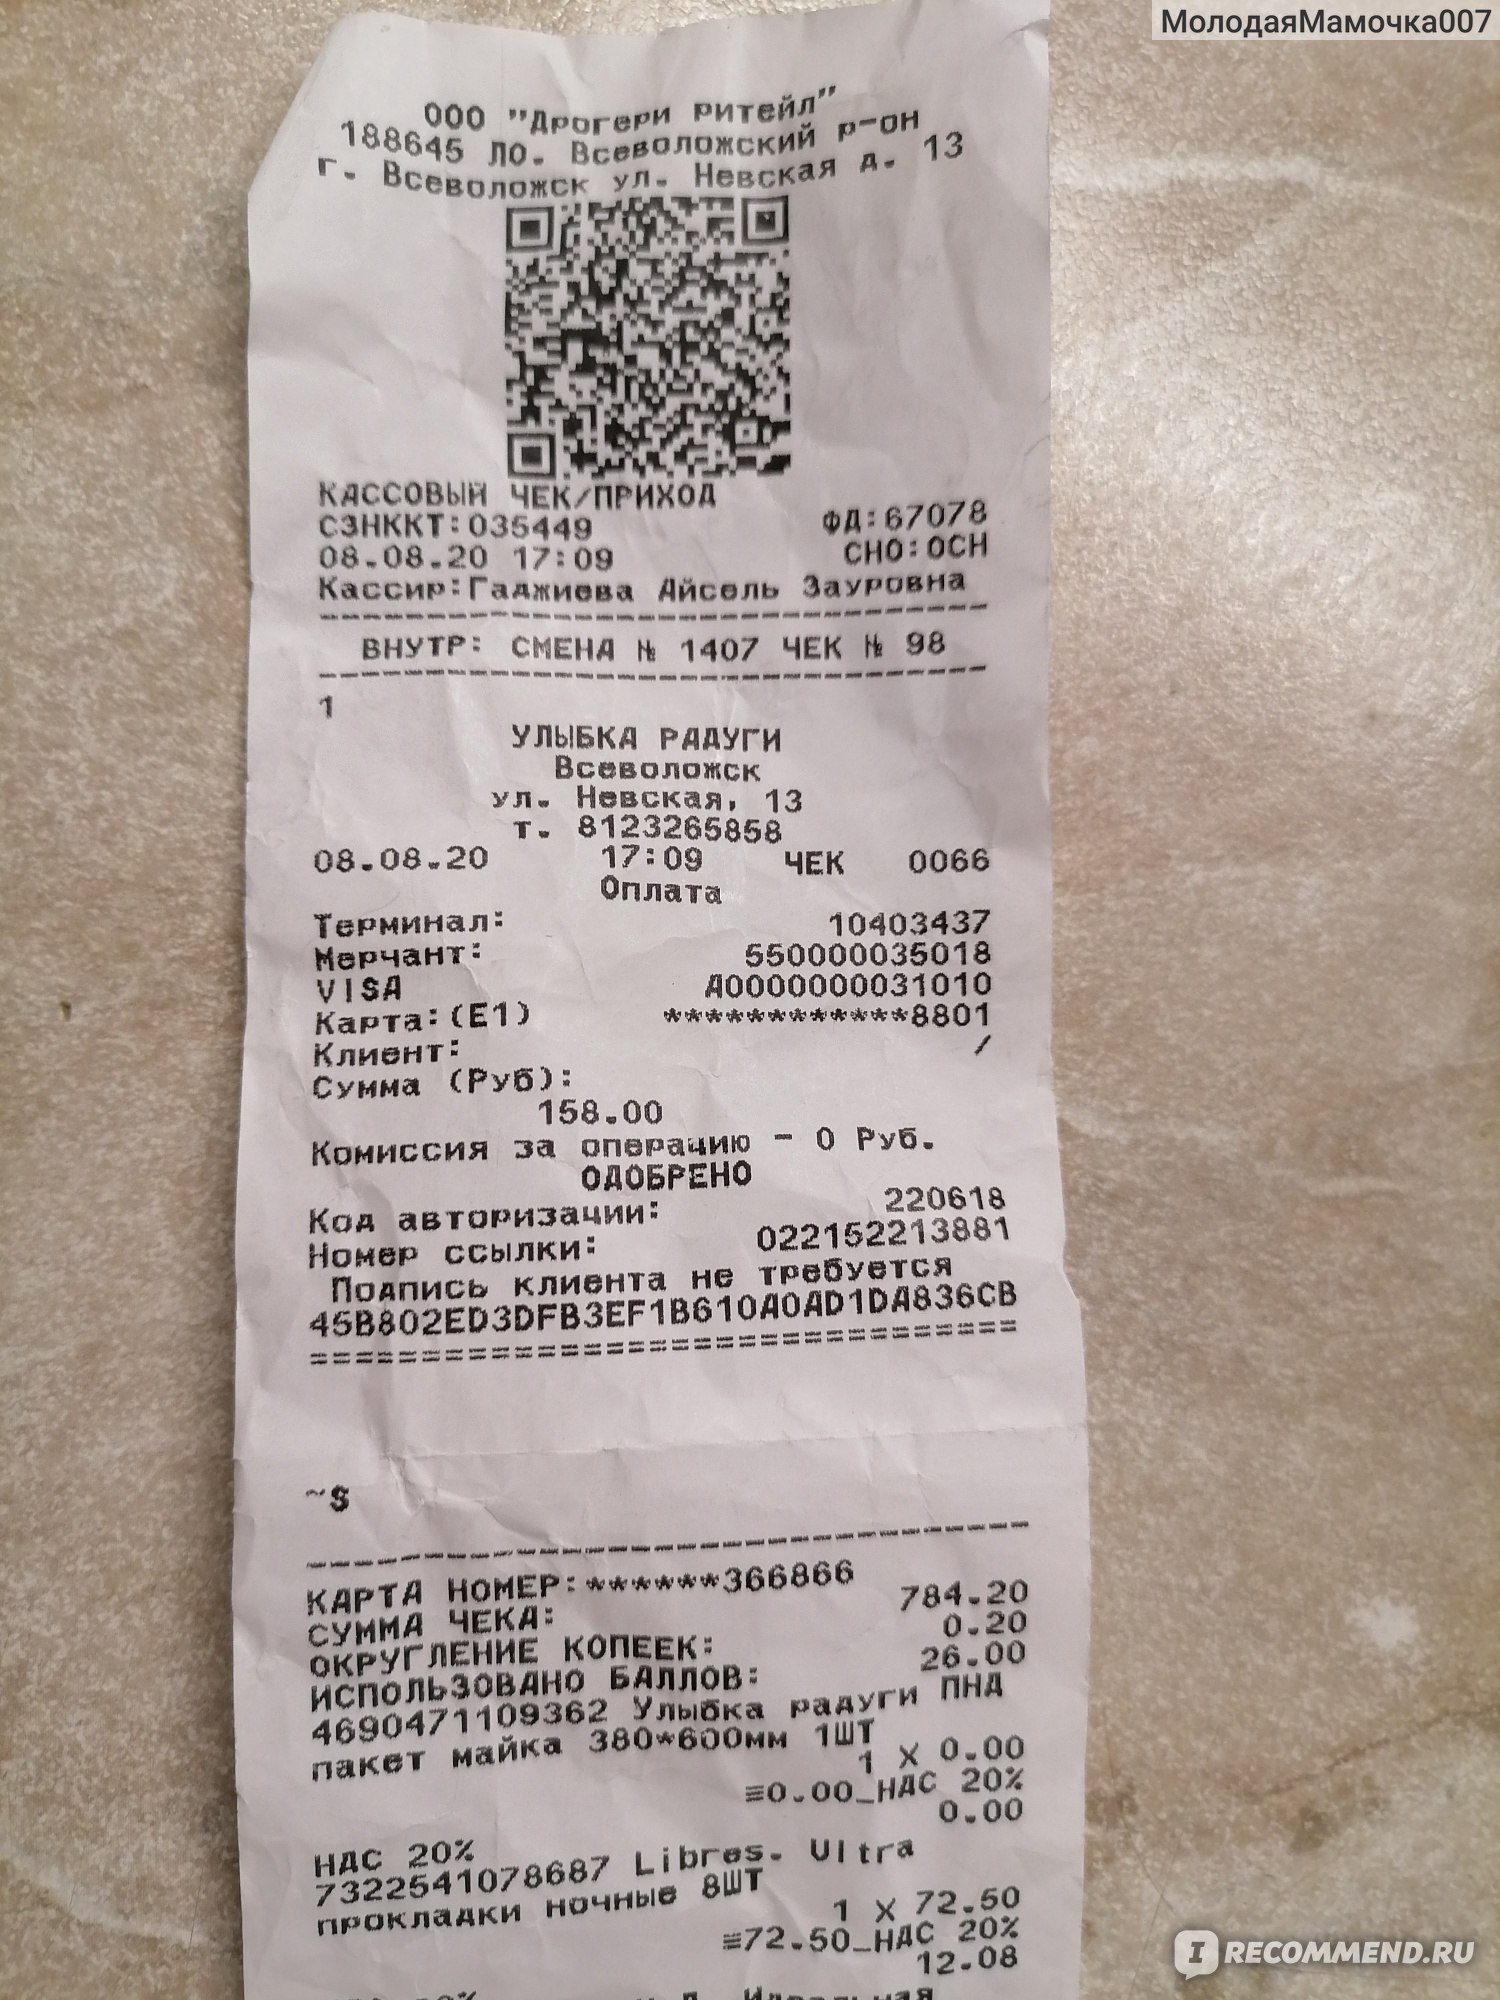 МолодаяМамочка007
ООО "Дрогери ритейл"
188645 ЛО. Всеволожский р-он
г. Всеволожск ул. Невская д. 13
КАССОВЫЙ ЧЕК/ПРИХОД
СЗНККТ:035449 ФД:67078
08.08.20 17:09 СНО:ОСН
Кассир:Гаджиева Айсель Зауровна
ВНУТР: СМЕНА № 1407 ЧЕК № 98
1
УЛЫБКА РАДУГИ
Всеволожск
ул. Невская, 13
т. 8123265858
08.08.20 17:09 ЧЕК 0066
Оплата
Терминал: 10403437
Мерчант: 550000035018
VISA A0000000031010
Карта:(E1) ************8801
Клиент: /
Сумма (Руб):
158.00
Комиссия за операцию - 0 Руб.
ОДОБРЕНО
Код авторизации: 220618
Номер ссылки: 022152213881
Подпись клиента не требуется
45B802ED3DFB3EF1B610A0AD1DA836CB
================================
~S
КАРТА НОМЕР:******366866
СУММА ЧЕКА: 784.20
ОКРУГЛЕНИЕ КОПЕЕК: 0.20
ИСПОЛЬЗОВАНО БАЛЛОВ: 26.00
4690471109362 Улыбка радуги ПНД
пакет майка 380*600мм 1ШТ
1 X 0.00
≡0.00_НДС 20%
0.00
НДС 20%
7322541078687 Libres. Ultra
прокладки ночные 8ШТ
1 X 72.50
≡72.50_НДС 20%
12.08
IRECOMMEND.RU